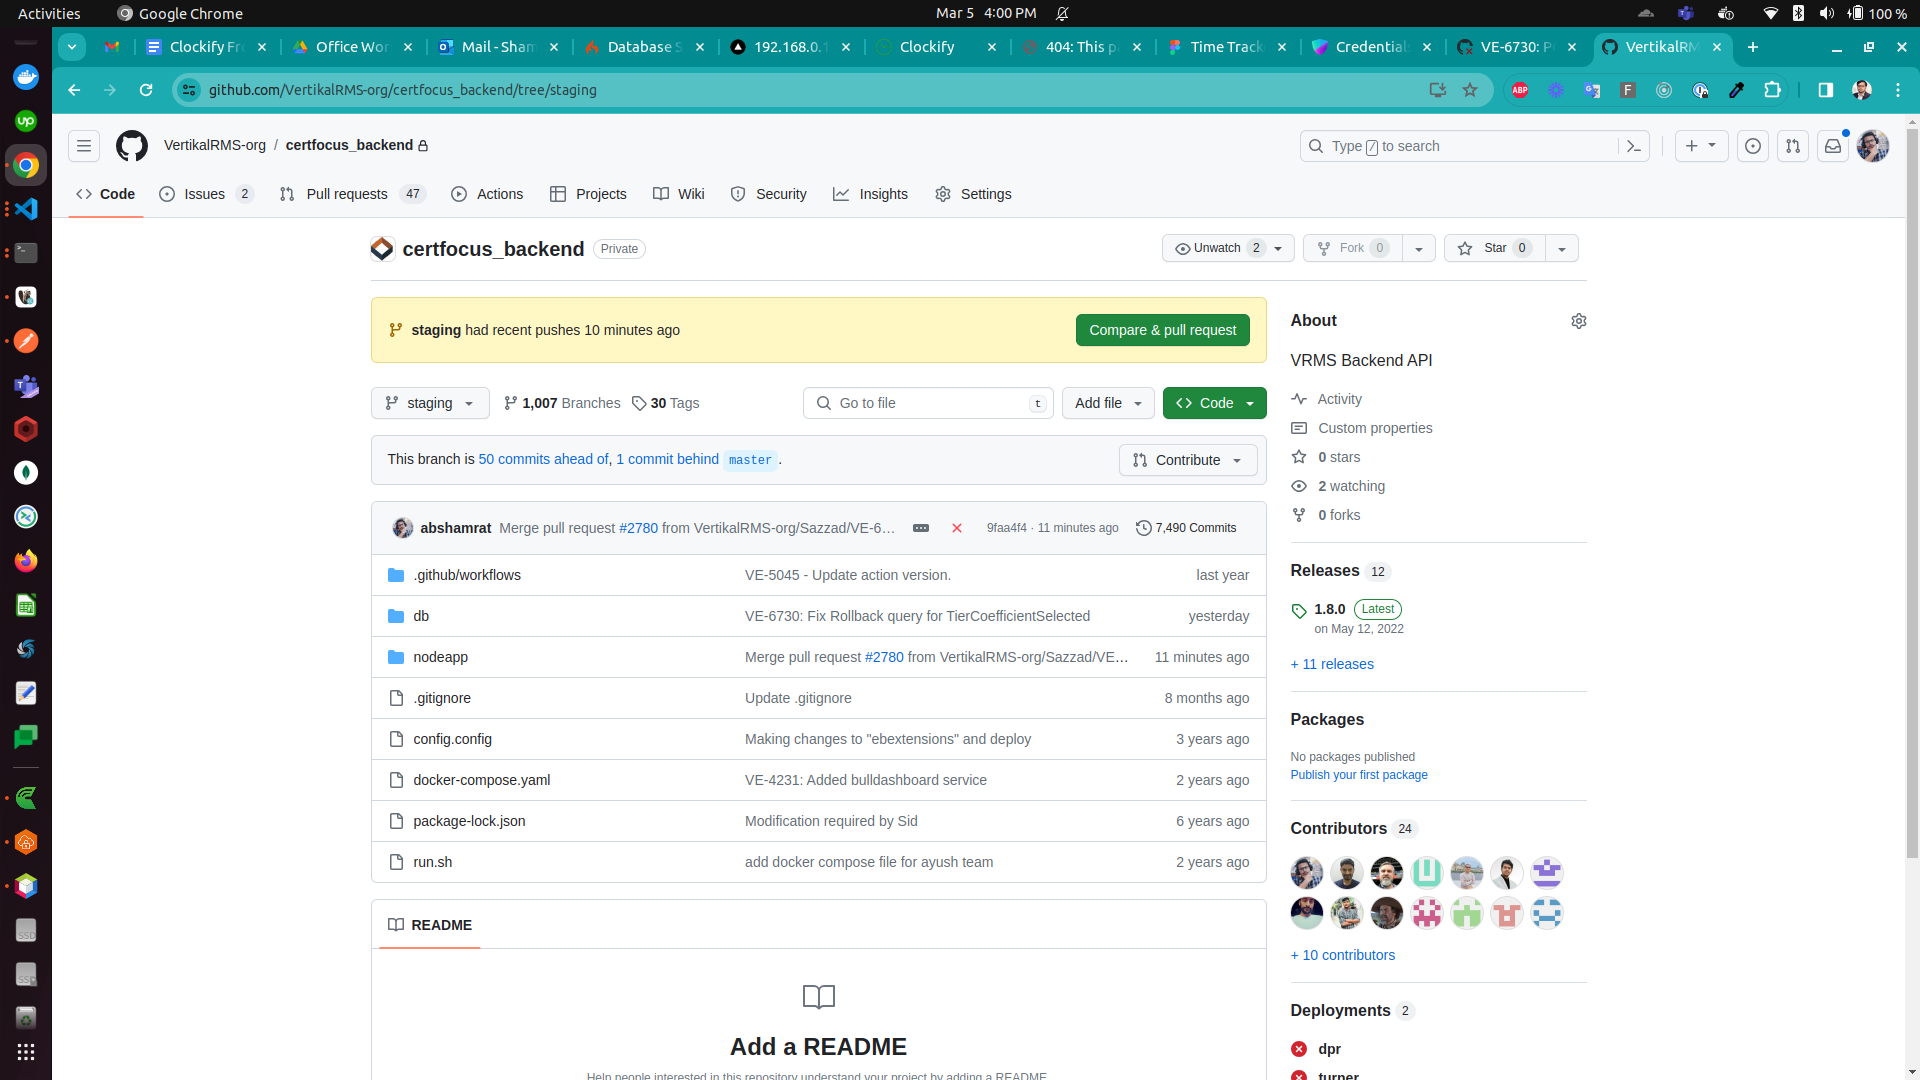 Activities Google Chrome Mar 5 4:00 PM 100 %
Clockify Fr Office Wor Mail - Sham Database S 192.168.0.1 Clockify 404: This p Time Track Credential VE-6730: P VertikalRM
github.com/VertikalRMS-org/certfocus_backend/tree/staging
VertikalRMS-org / certfocus_backend Type / to search
Code Issues 2 Pull requests 47 Actions Projects Wiki Security Insights Settings
certfocus_backend Private Unwatch 2 Fork 0 Star 0
staging had recent pushes 10 minutes ago Compare & pull request
staging 1,007 Branches 30 Tags Go to file t Add file Code
This branch is 50 commits ahead of, 1 commit behind master . Contribute
abshamrat Merge pull request #2780 from VertikalRMS-org/Sazzad/VE-6... 9faa4f4 · 11 minutes ago 7,490 Commits
.github/workflows VE-5045 - Update action version. last year
db VE-6730: Fix Rollback query for TierCoefficientSelected yesterday
nodeapp Merge pull request #2780 from VertikalRMS-org/Sazzad/VE... 11 minutes ago
.gitignore Update .gitignore 8 months ago
config.config Making changes to "ebextensions" and deploy 3 years ago
docker-compose.yaml VE-4231: Added bulldashboard service 2 years ago
package-lock.json Modification required by Sid 6 years ago
run.sh add docker compose file for ayush team 2 years ago
README
Add a README
Help people interested in this repository understand your project by adding a README.
About
VRMS Backend API
Activity
Custom properties
0 stars
2 watching
0 forks
Releases 12
1.8.0 Latest
on May 12, 2022
+ 11 releases
Packages
No packages published
Publish your first package
Contributors 24
+ 10 contributors
Deployments 2
dpr
turner